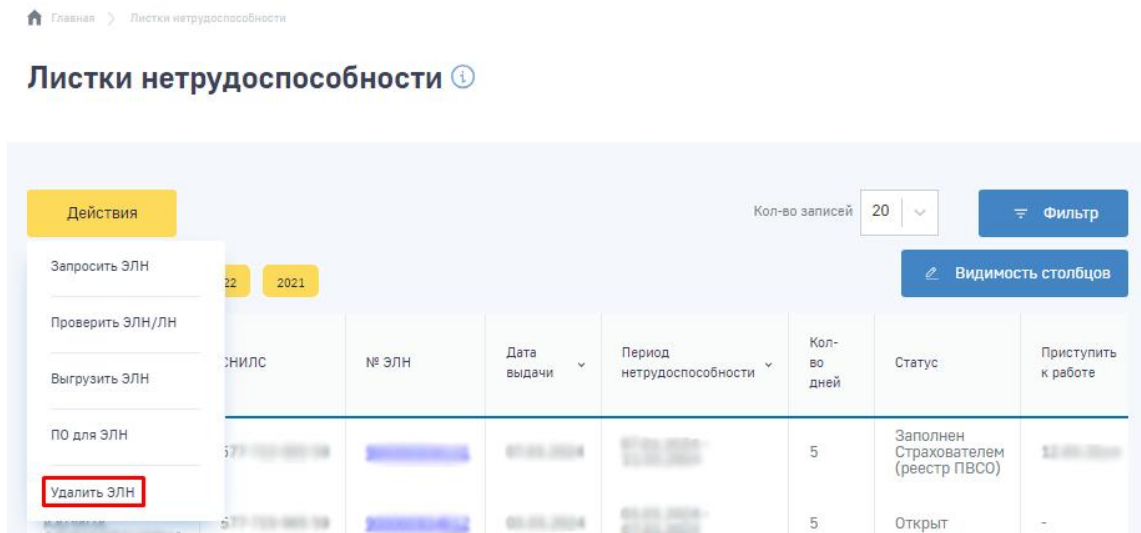 Главная > Листки нетрудоспособности
Листки нетрудоспособности
Действия
Кол-во записей 20
Фильтр
Запросить ЭЛН
22 2021
Видимость столбцов
Проверить ЭЛН/ЛН
Выгрузить ЭЛН
ПО для ЭЛН
Удалить ЭЛН
СНИЛС
№ ЭЛН
Дата
выдачи
Период
нетрудоспособности
Кол-
во
дней
Статус
Приступить
к работе
5
Заполнен
Страхователем
(реестр ПВСО)
5
Открыт
-